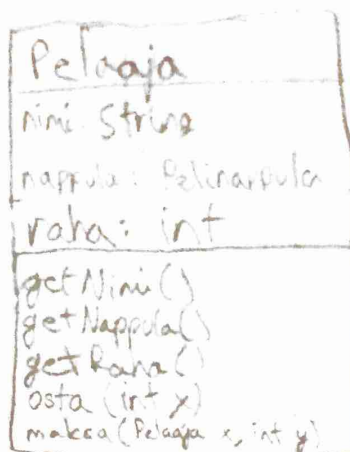 Pelaaja
nimi: String
nappula: Pelinappula
raha: int
getNimi()
getNappula()
getRaha()
osta (int x)
maksa(Pelaaja x, int y)